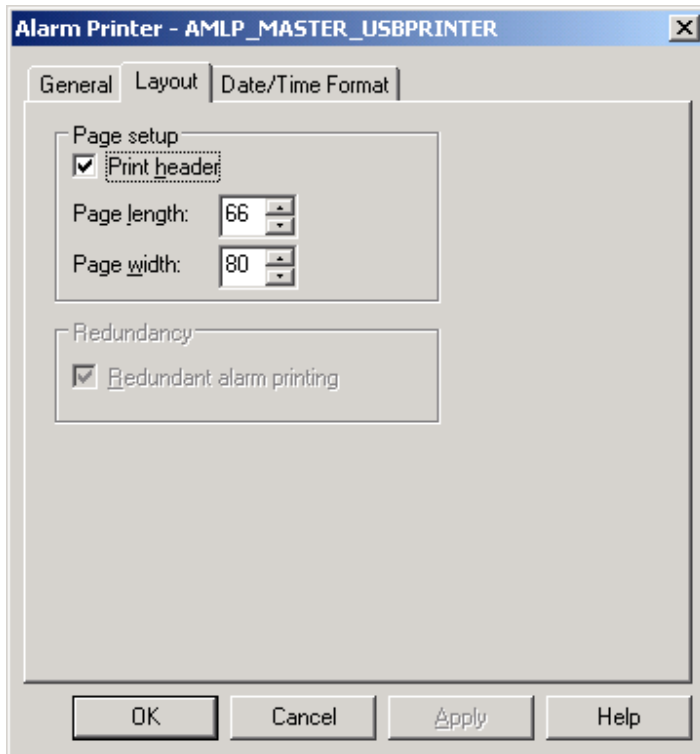 Alarm Printer - AMLP_MASTER_USBPRINTER
General Layout Date/Time Format
Page setup
Print header
Page length: 66
Page width: 80
Redundancy
Redundant alarm printing
OK Cancel Apply Help